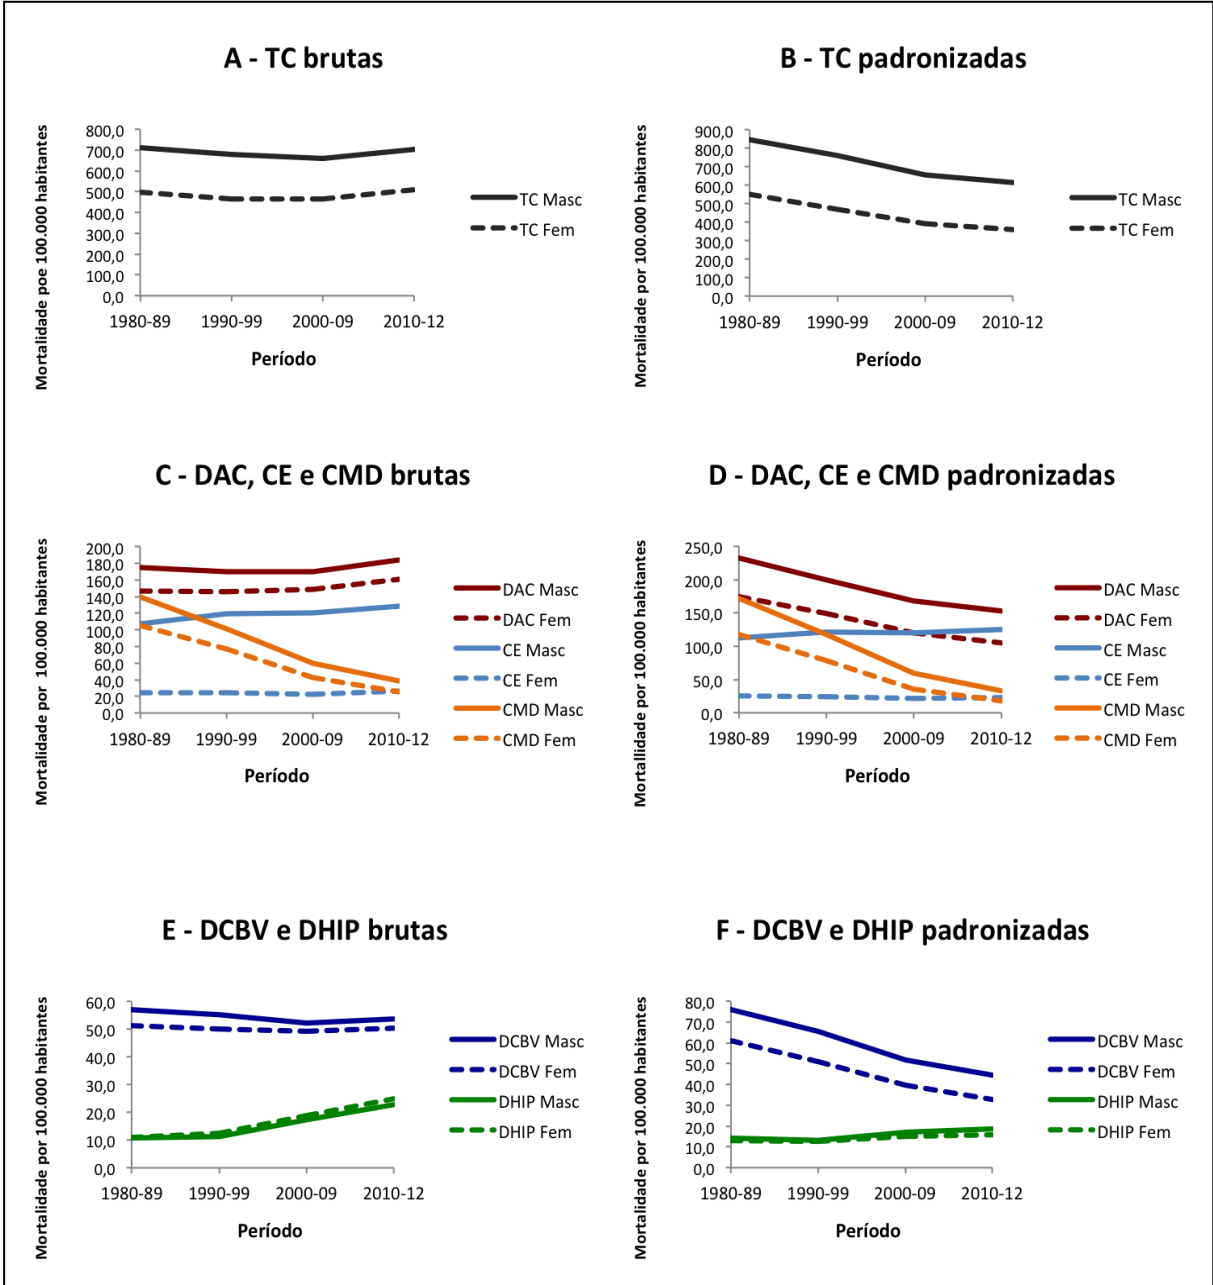 A - TC brutas
Mortalidade poe 100.000 habitantes
800,0
700,0
600,0
500,0
400,0
300,0
200,0
100,0
0,0
1980-89 1990-99 2000-09 2010-12
Período
TC Masc
TC Fem
B - TC padronizadas
Mortalidade por 100.000 habitantes
900,0
800,0
700,0
600,0
500,0
400,0
300,0
200,0
100,0
0,0
1980-89 1990-99 2000-09 2010-12
Período
TC Masc
TC Fem
C - DAC, CE e CMD brutas
Mortalidade por 100.000 habitantes
200,0
180,0
160,0
140,0
120,0
100,0
80,0
60,0
40,0
20,0
0,0
1980-89 1990-99 2000-09 2010-12
Período
DAC Masc
DAC Fem
CE Masc
CE Fem
CMD Masc
CMD Fem
D - DAC, CE e CMD padronizadas
Mortallidade por 100.000 habitantes
250,0
200,0
150,0
100,0
50,0
0,0
1980-89 1990-99 2000-09 2010-12
Período
DAC Masc
DAC Fem
CE Masc
CE Fem
CMD Masc
CMD Fem
E - DCBV e DHIP brutas
Mortalidade por 100.000 habitantes
60,0
50,0
40,0
30,0
20,0
10,0
0,0
1980-89 1990-99 2000-09 2010-12
Período
DCBV Masc
DCBV Fem
DHIP Masc
DHIP Fem
F - DCBV e DHIP padronizadas
Mortalidade por 100.000 habitantes
80,0
70,0
60,0
50,0
40,0
30,0
20,0
10,0
0,0
1980-89 1990-99 2000-09 2010-12
Período
DCBV Masc
DCBV Fem
DHIP Masc
DHIP Fem